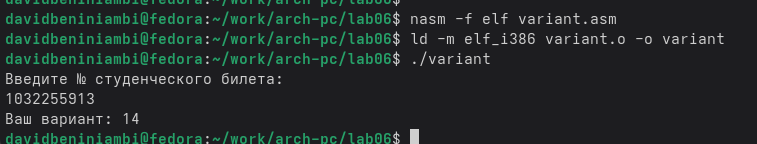 davidbeniniambi@fedora:~/work/arch-pc/lab06$ nasm -f elf variant.asm
davidbeniniambi@fedora:~/work/arch-pc/lab06$ ld -m elf_i386 variant.o -o variant
davidbeniniambi@fedora:~/work/arch-pc/lab06$ ./variant
Введите № студенческого билета:
1032255913
Ваш вариант: 14
davidbeniniambi@fedora:~/work/arch-pc/lab06$